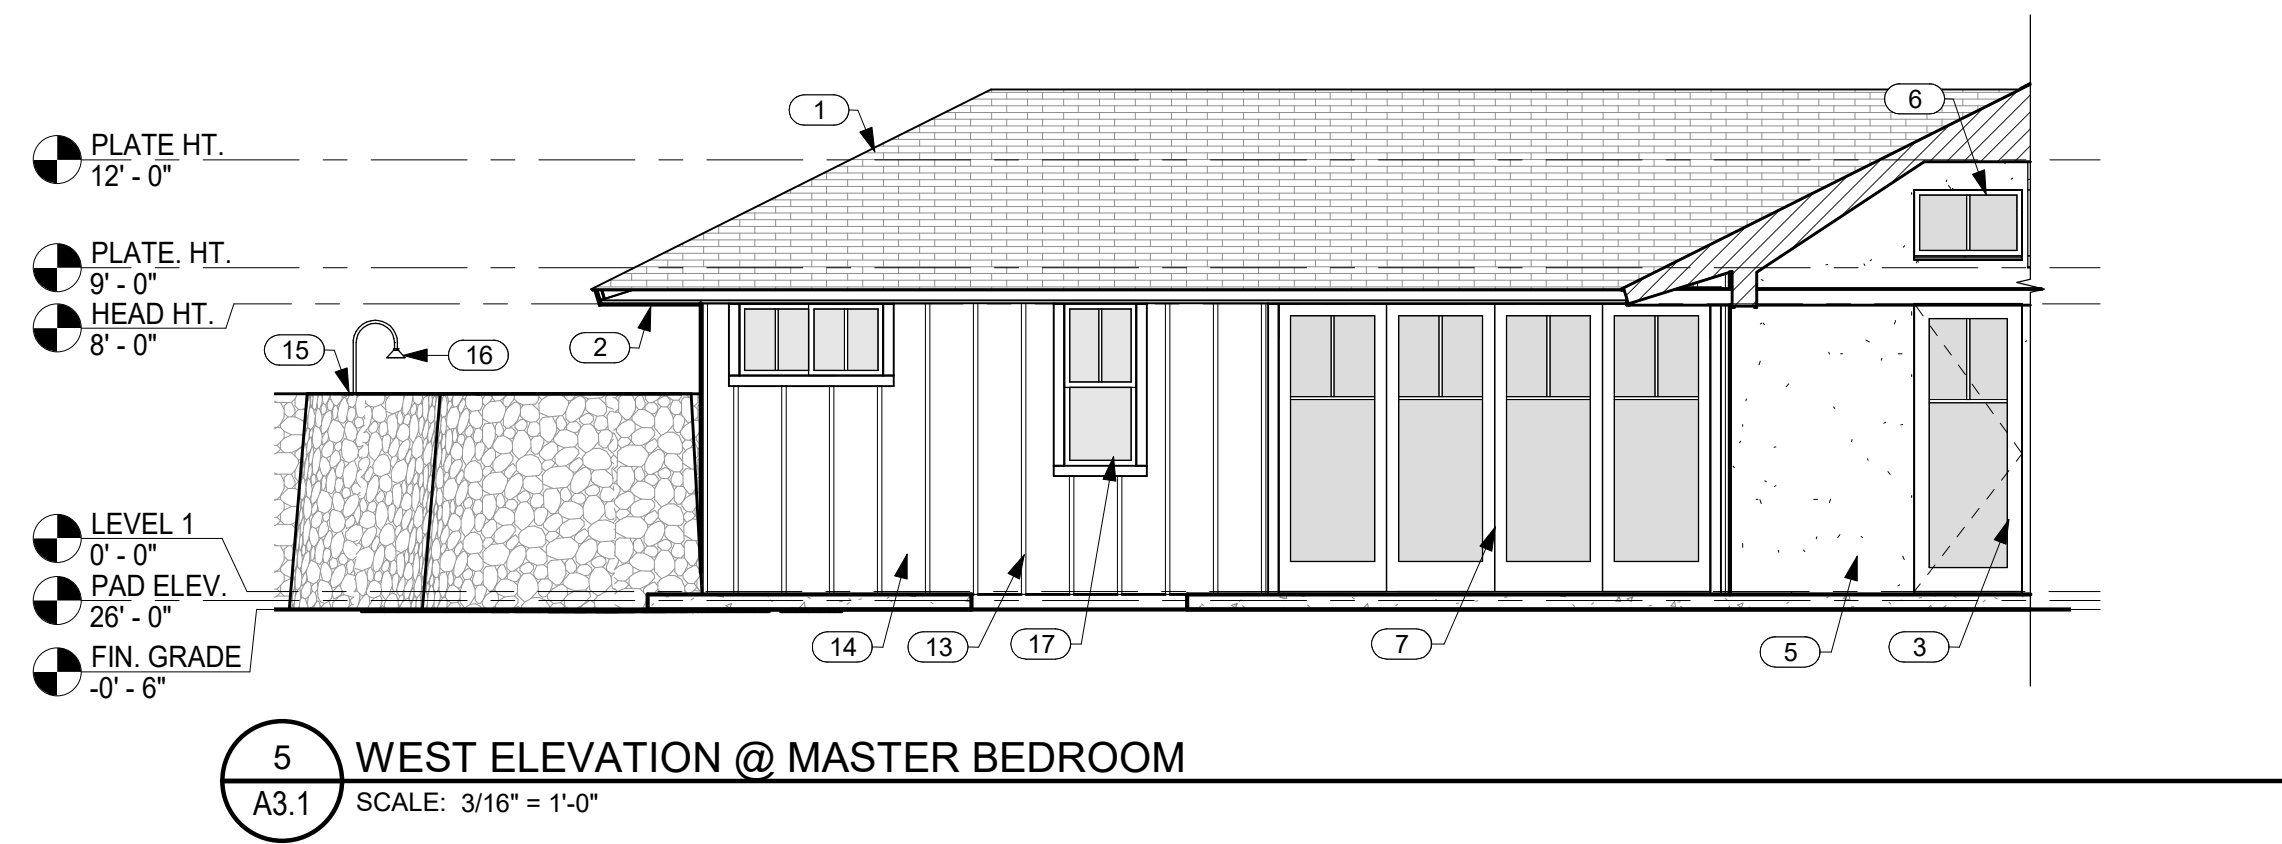 1
6
PLATE HT.
12' - 0"
PLATE. HT.
9' - 0"
HEAD HT.
8' - 0"
15
16
2
LEVEL 1
0' - 0"
PAD ELEV.
26' - 0"
FIN. GRADE
-0' - 6"
14
13
17
7
5
3
5
WEST ELEVATION @ MASTER BEDROOM
A3.1
SCALE: 3/16" = 1'-0"